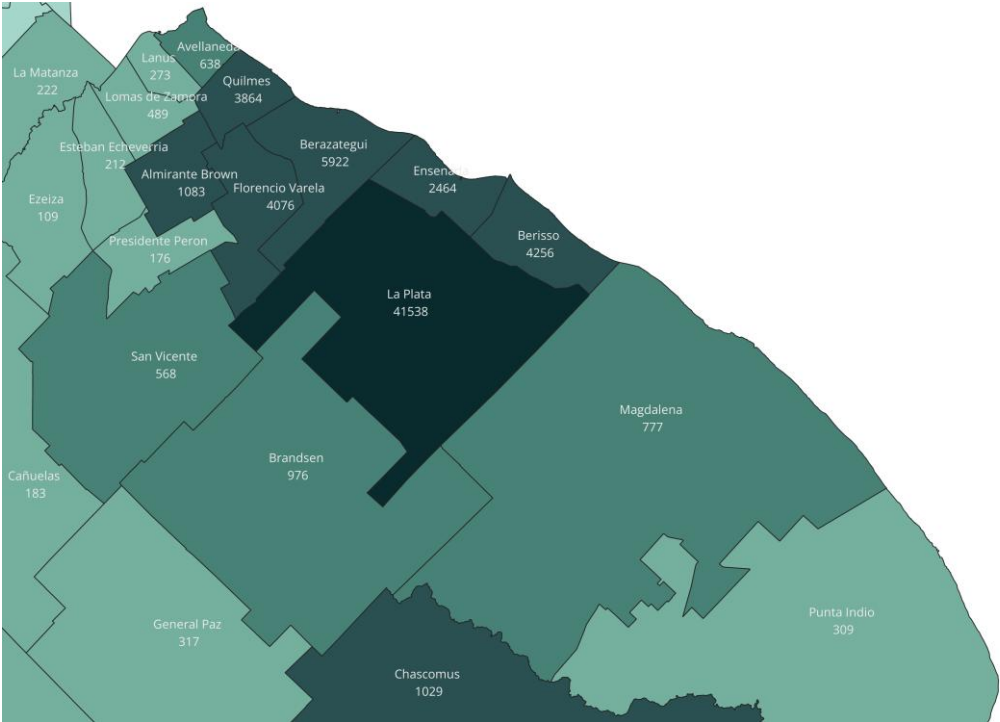 Avellaneda
638
Lanus
273
La Matanza
222
Quilmes
3864
Lomas de Zamora
489
Berazategui
5922
Esteban Echeverria
212
Almirante Brown
1083
Ensenada
2464
Florencio Varela
4076
Ezeiza
109
Presidente Peron
176
Berisso
4256
La Plata
41538
San Vicente
568
Magdalena
777
Brandsen
976
Cañuelas
183
Punta Indio
309
General Paz
317
Chascomus
1029